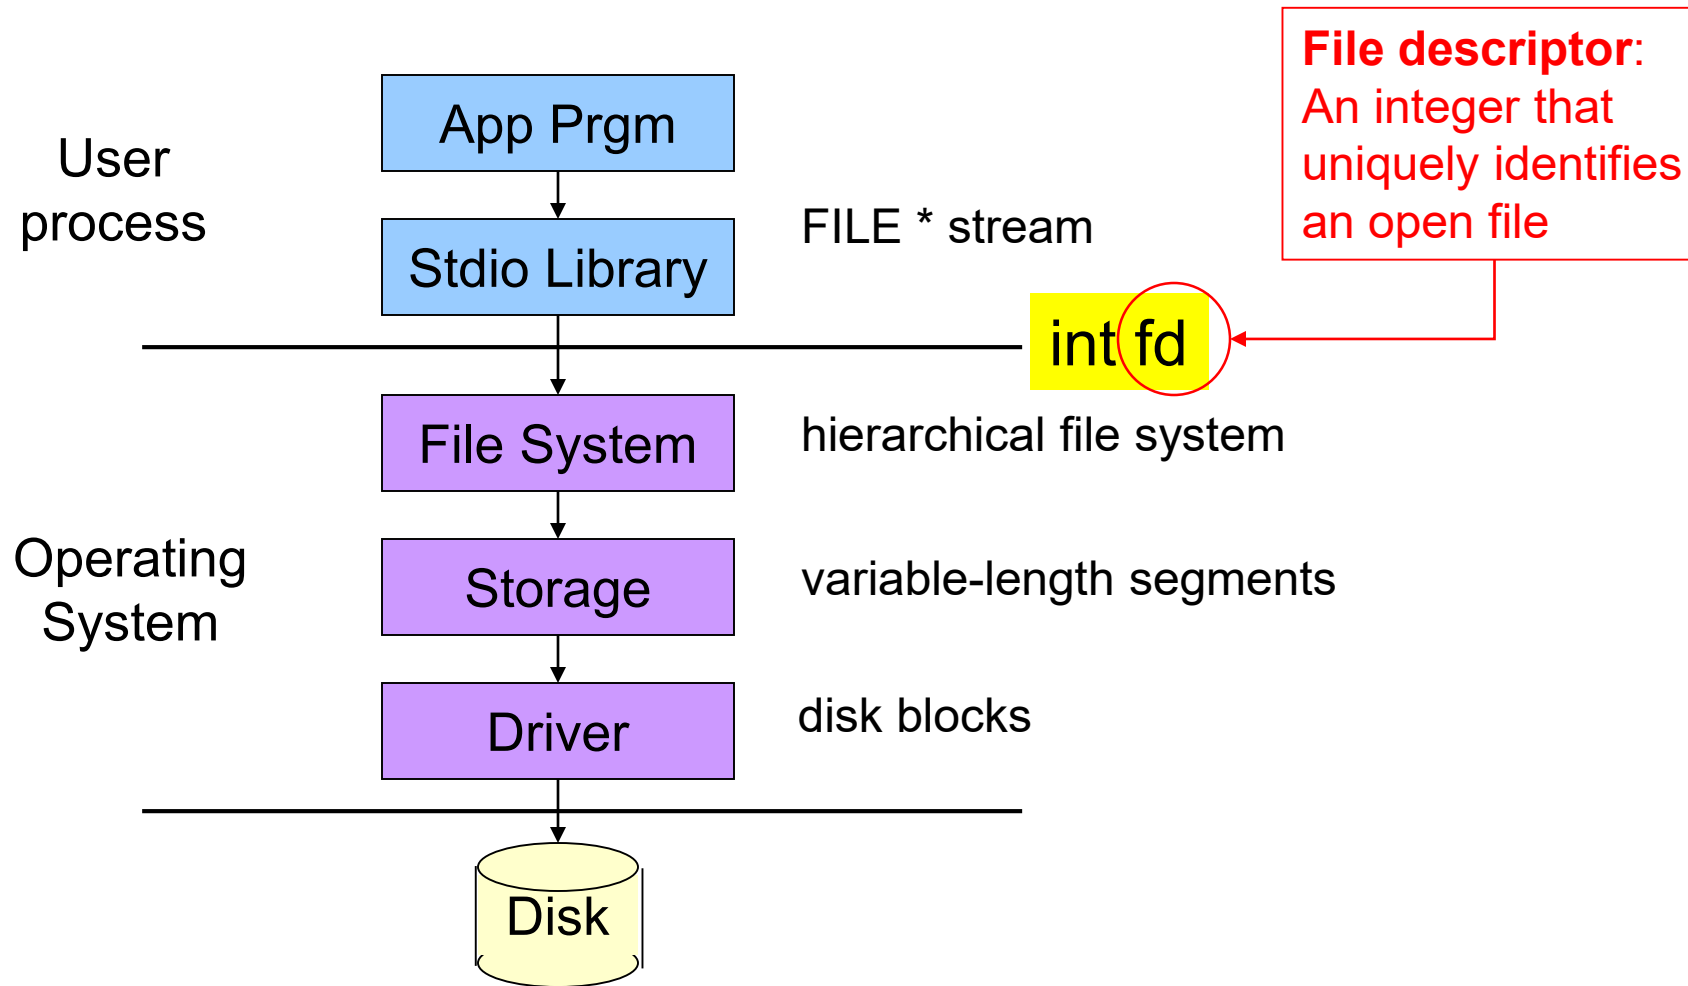 File descriptor:
An integer that
uniquely identifies
an open file
App Prgm
User
process
Stdio Library
FILE * stream
int fd
File System
hierarchical file system
Operating
System
Storage
variable-length segments
Driver
disk blocks
Disk